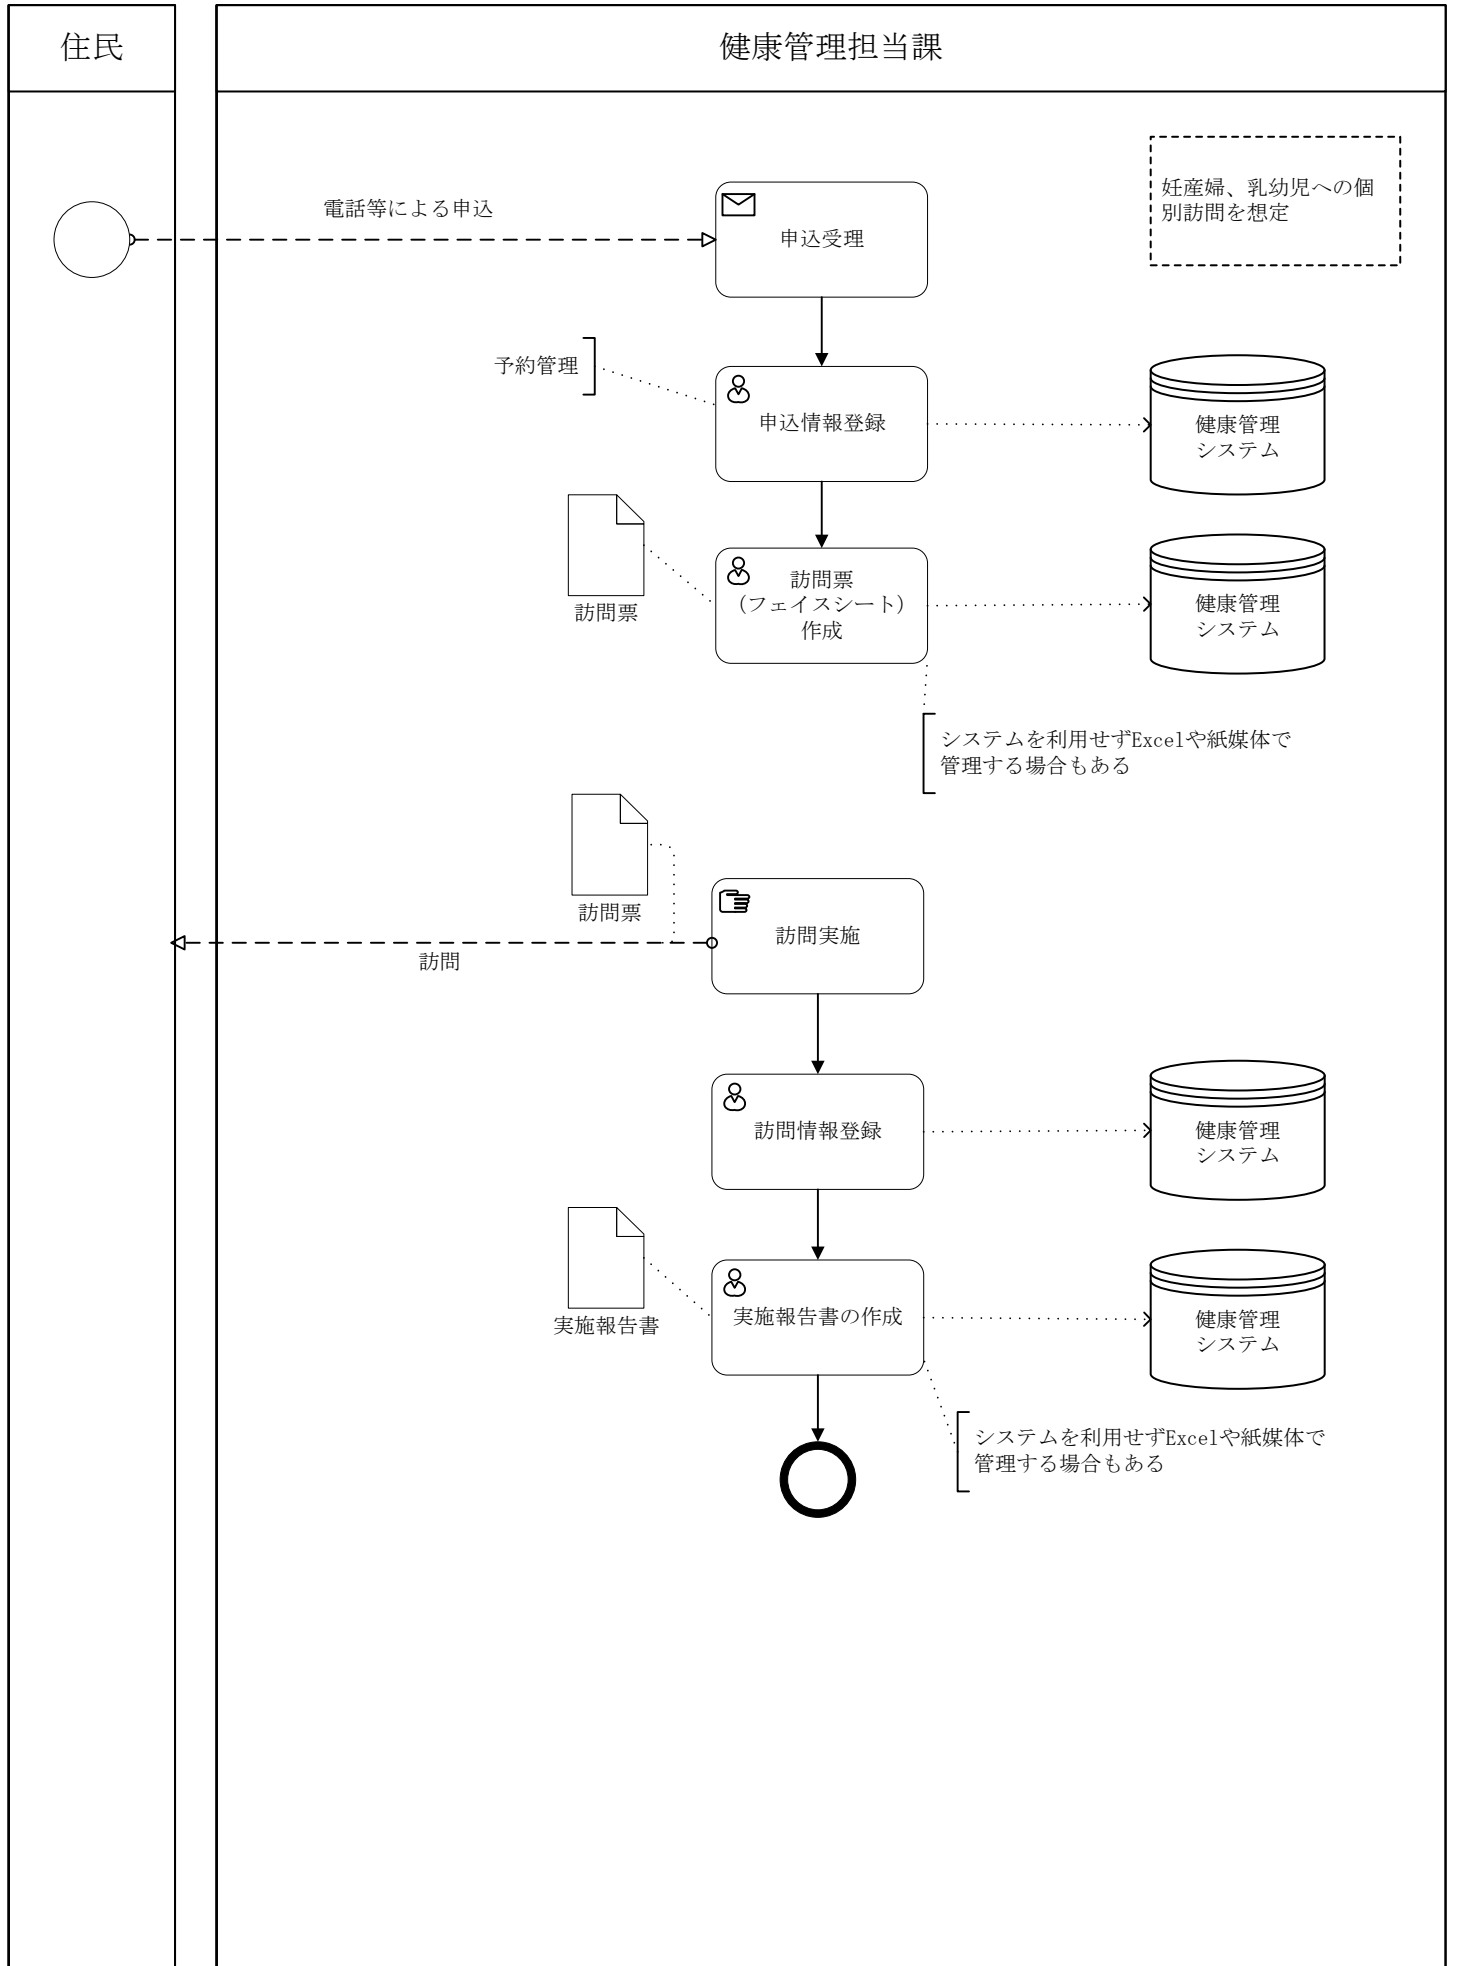 住民
健康管理担当課
妊産婦、乳幼児への個
別訪問を想定
電話等による申込
申込受理
予約管理
申込情報登録
健康管理
システム
訪問票
訪問票
(フェイスシート)
作成
健康管理
システム
システムを利用せずExcelや紙媒体で
管理する場合もある
訪問票
訪問実施
訪問
訪問情報登録
健康管理
システム
実施報告書
実施報告書の作成
健康管理
システム
システムを利用せずExcelや紙媒体で
管理する場合もある